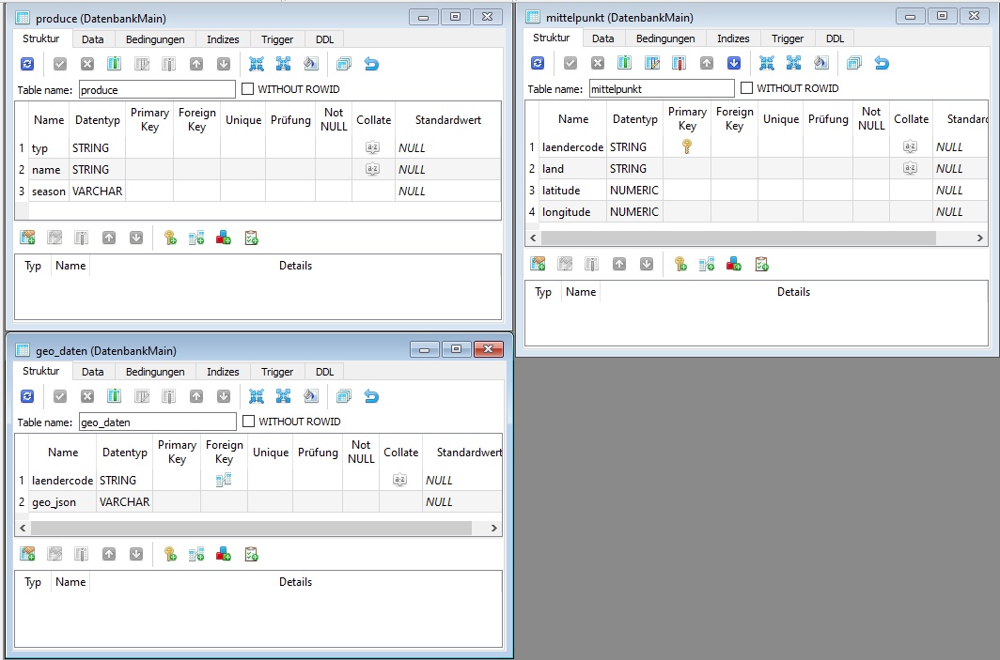 produce (DatenbankMain)
Struktur Data Bedingungen Indizes Trigger DDL
Table name: produce WITHOUT ROWID
Name Datentyp Primary Key Foreign Key Unique Prüfung Not NULL Collate Standardwert
1 typ STRING a-z NULL
2 name STRING a-z NULL
3 season VARCHAR NULL
Typ Name Details
mittelpunkt (DatenbankMain)
Struktur Data Bedingungen Indizes Trigger DDL
Table name: mittelpunkt WITHOUT ROWID
Name Datentyp Primary Key Foreign Key Unique Prüfung Not NULL Collate Standard
1 laendercode STRING a-z NULL
2 land STRING a-z NULL
3 latitude NUMERIC NULL
4 longitude NUMERIC NULL
Typ Name Details
geo_daten (DatenbankMain)
Struktur Data Bedingungen Indizes Trigger DDL
Table name: geo_daten WITHOUT ROWID
Name Datentyp Primary Key Foreign Key Unique Prüfung Not NULL Collate Standardwert
1 laendercode STRING a-z NULL
2 geo_json VARCHAR NULL
Typ Name Details